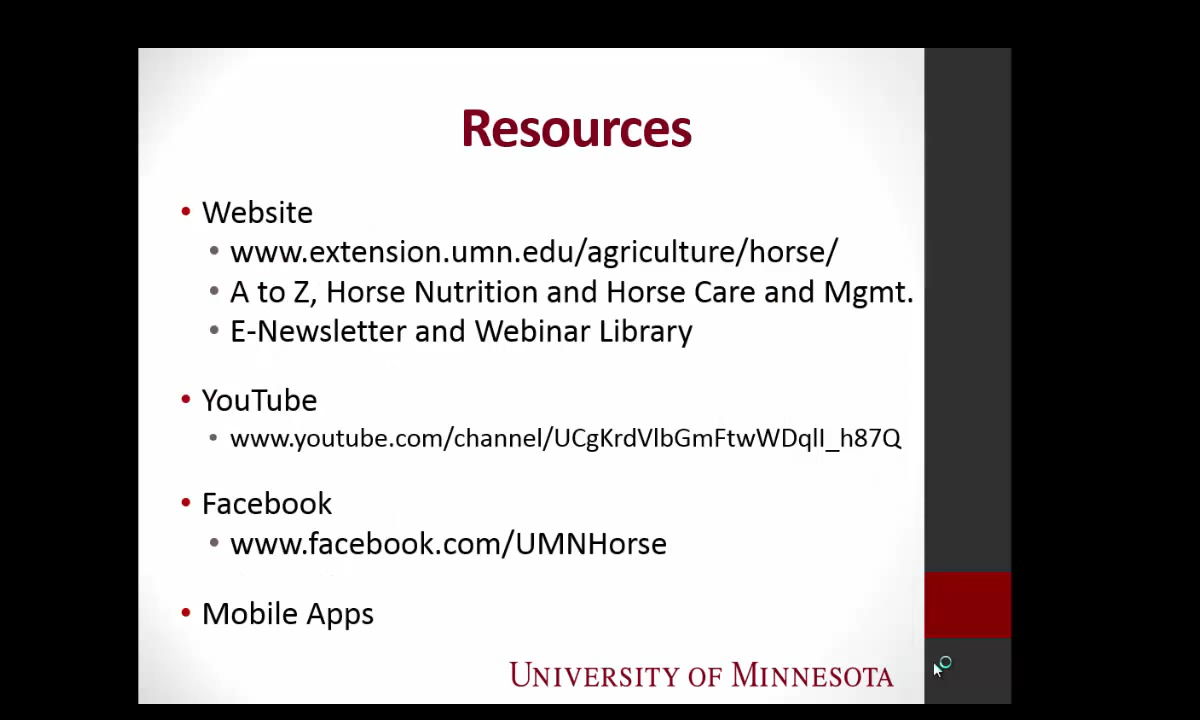 Resources
• Website
• www.extension.umn.edu/agriculture/horse/
• A to Z, Horse Nutrition and Horse Care and Mgmt.
• E-Newsletter and Webinar Library
• YouTube
• www.youtube.com/channel/UCgKrdVlbGmFtwWDqlI_h87Q
• Facebook
• www.facebook.com/UMNHorse
• Mobile Apps
UNIVERSITY OF MINNESOTA